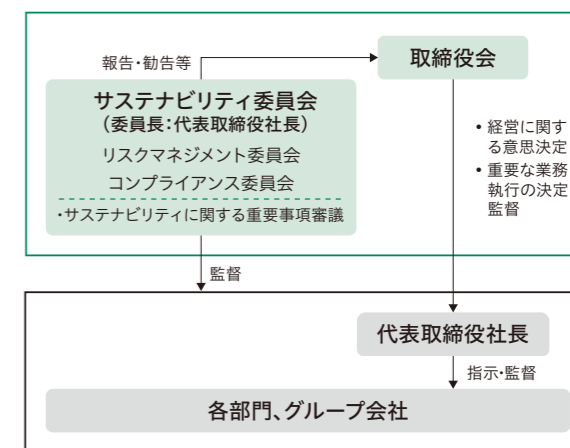 報告・勧告等
取締役会
サステナビリティ委員会
（委員長：代表取締役社長）
リスクマネジメント委員会
コンプライアンス委員会
・サステナビリティに関する重要事項審議
• 経営に関す
る意思決定
• 重要な業務
執行の決定
監督
監督
代表取締役社長
指示・監督
各部門、グループ会社